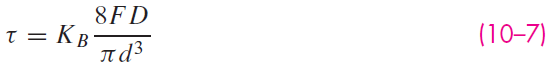 τ = K_B 8FD / πd³ (10–7)